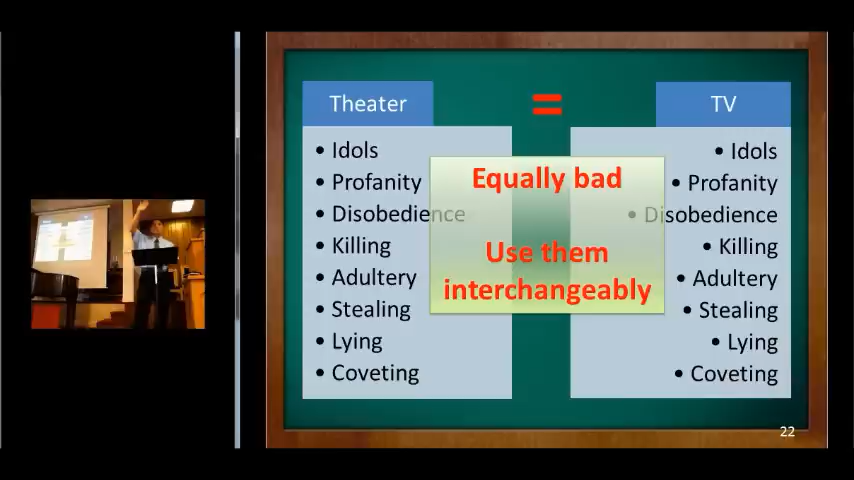 Theater
=
TV
• Idols
• Profanity
• Disobedience
• Killing
• Adultery
• Stealing
• Lying
• Coveting
Equally bad
Use them
interchangeably
• Idols
• Profanity
• Disobedience
• Killing
• Adultery
• Stealing
• Lying
• Coveting
22